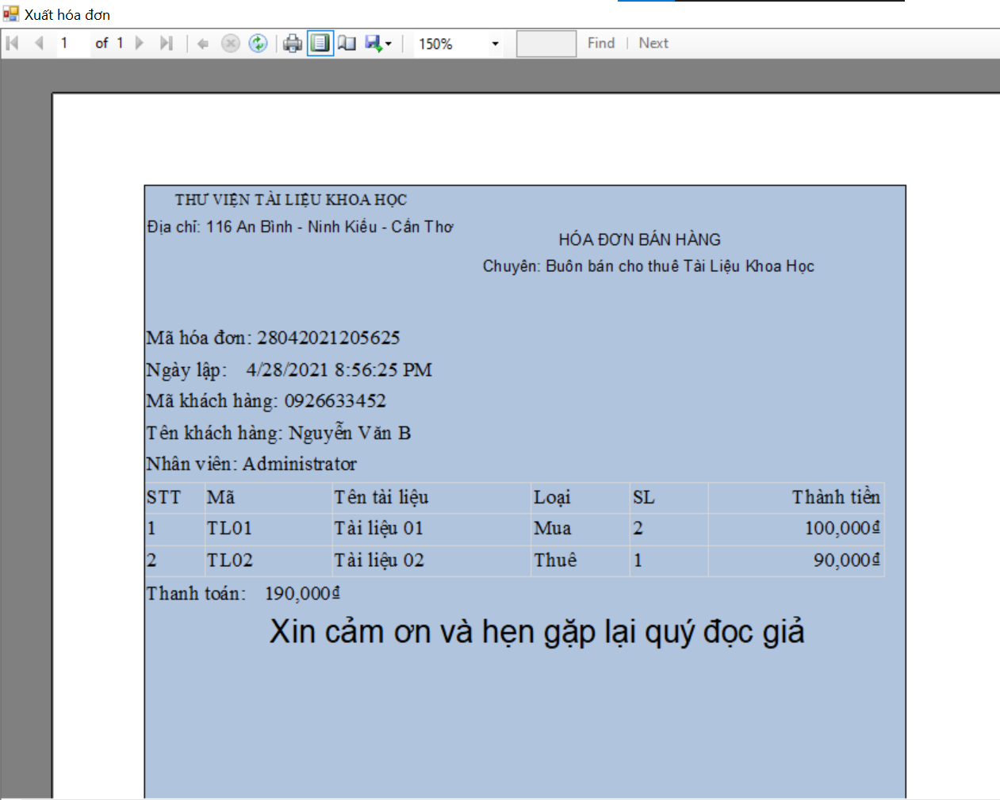 Xuất hóa đơn
1 of 1 150% Find Next
THƯ VIỆN TÀI LIỆU KHOA HỌC
Địa chỉ: 116 An Bình - Ninh Kiều - Cần Thơ
HÓA ĐƠN BÁN HÀNG
Chuyên: Buôn bán cho thuê Tài Liệu Khoa Học
Mã hóa đơn: 28042021205625
Ngày lập: 4/28/2021 8:56:25 PM
Mã khách hàng: 0926633452
Tên khách hàng: Nguyễn Văn B
Nhân viên: Administrator
STT Mã Tên tài liệu Loại SL Thành tiền
1 TL01 Tài liệu 01 Mua 2 100,000₫
2 TL02 Tài liệu 02 Thuê 1 90,000₫
Thanh toán: 190,000₫
Xin cảm ơn và hẹn gặp lại quý đọc giả